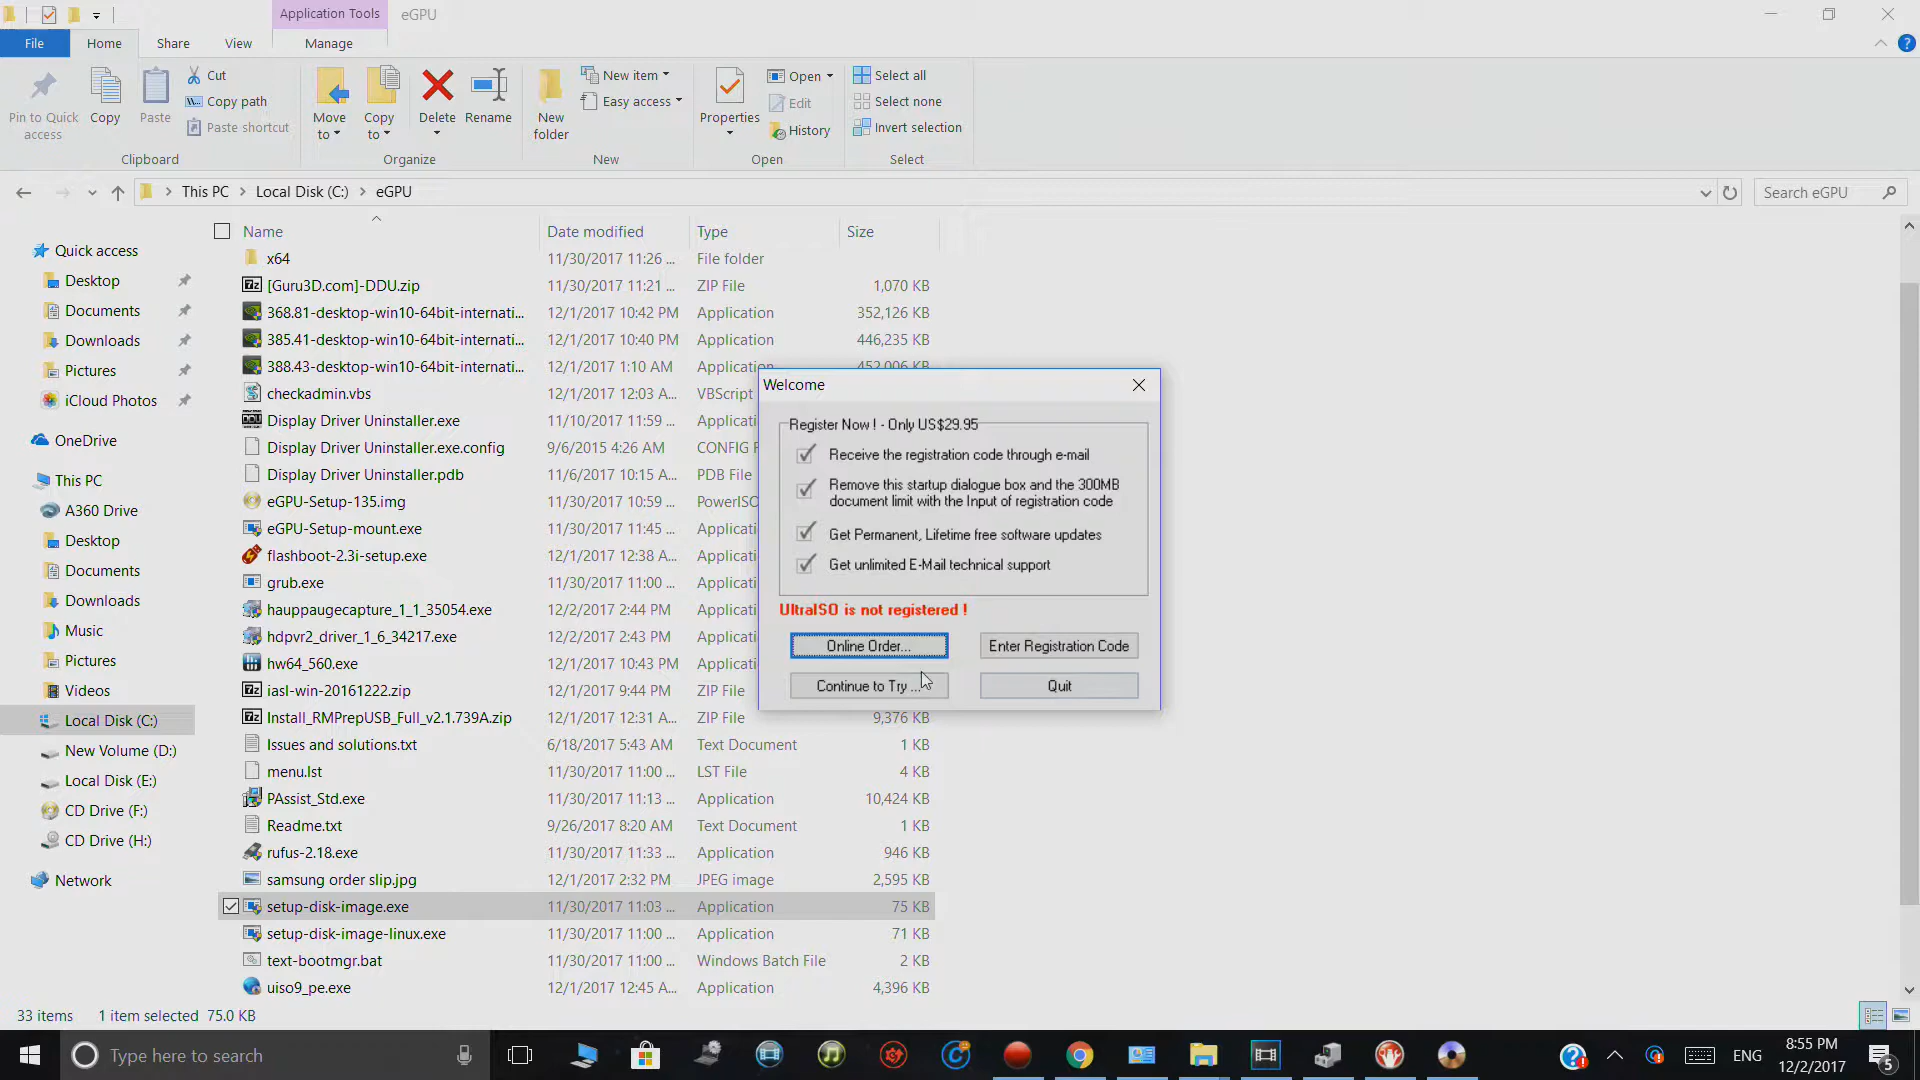 Application Tools
eGPU
File
Home
Share
View
Manage
Pin to Quick access
Copy
Paste
Cut
Copy path
Paste shortcut
Clipboard
Move to
Copy to
Delete
Rename
Organize
New folder
New item
Easy access
New
Properties
Open
Edit
History
Open
Select all
Select none
Invert selection
Select
This PC > Local Disk (C:) > eGPU
Search eGPU
Name Date modified Type Size
Quick access
Desktop
Documents
Downloads
Pictures
iCloud Photos
OneDrive
This PC
A360 Drive
Desktop
Documents
Downloads
Music
Pictures
Videos
Local Disk (C:)
New Volume (D:)
Local Disk (E:)
CD Drive (F:)
CD Drive (H:)
Network
x64 11/30/2017 11:26 ... File folder
[Guru3D.com]-DDU.zip 11/30/2017 11:21 ... ZIP File 1,070 KB
368.81-desktop-win10-64bit-internati... 12/1/2017 10:42 PM Application 352,126 KB
385.41-desktop-win10-64bit-internati... 12/1/2017 10:40 PM Application 446,235 KB
388.43-desktop-win10-64bit-internati... 12/1/2017 1:10 AM Application 452,006 KB
checkadmin.vbs 12/1/2017 12:03 ... VBScript
Display Driver Uninstaller.exe 11/10/2017 11:59 ... Applicati
Display Driver Uninstaller.exe.config 9/6/2015 4:26 AM CONFIG F
Display Driver Uninstaller.pdb 11/6/2017 10:15 A... PDB File
eGPU-Setup-135.img 11/30/2017 10:59 ... PowerISO
eGPU-Setup-mount.exe 11/30/2017 11:45 ... Applicati
flashboot-2.3i-setup.exe 12/1/2017 12:38 A... Applicati
grub.exe 11/30/2017 11:00 ... Applicati
hauppaugecapture_1_1_35054.exe 12/2/2017 2:44 PM Applicati
hdpvr2_driver_1_6_34217.exe 12/2/2017 2:43 PM Applicati
hw64_560.exe 12/1/2017 10:43 PM Applicati
iasl-win-20161222.zip 12/1/2017 9:44 PM ZIP File
Install_RMPrepUSB_Full_v2.1.739A.zip 12/1/2017 12:31 A... ZIP File 9,376 KB
Issues and solutions.txt 6/18/2017 5:43 AM Text Document 1 KB
menu.lst 11/30/2017 11:00 ... LST File 4 KB
PAssist_Std.exe 11/30/2017 11:13 ... Application 10,424 KB
Readme.txt 9/26/2017 8:20 AM Text Document 1 KB
rufus-2.18.exe 11/30/2017 11:33 ... Application 946 KB
samsung order slip.jpg 12/1/2017 2:32 PM JPEG image 2,595 KB
setup-disk-image.exe 11/30/2017 11:03 ... Application 75 KB
setup-disk-image-linux.exe 11/30/2017 11:00 ... Application 71 KB
text-bootmgr.bat 11/30/2017 11:00 ... Windows Batch File 2 KB
uiso9_pe.exe 12/1/2017 12:45 A... Application 4,396 KB
Welcome
Register Now ! - Only US$29.95
Receive the registration code through e-mail
Remove this startup dialogue box and the 300MB
document limit with the Input of registration code
Get Permanent, Lifetime free software updates
Get unlimited E-Mail technical support
UltraISO is not registered !
Online Order...
Enter Registration Code
Continue to Try ...
Quit
33 items 1 item selected 75.0 KB
Type here to search
ENG
8:55 PM
12/2/2017
5